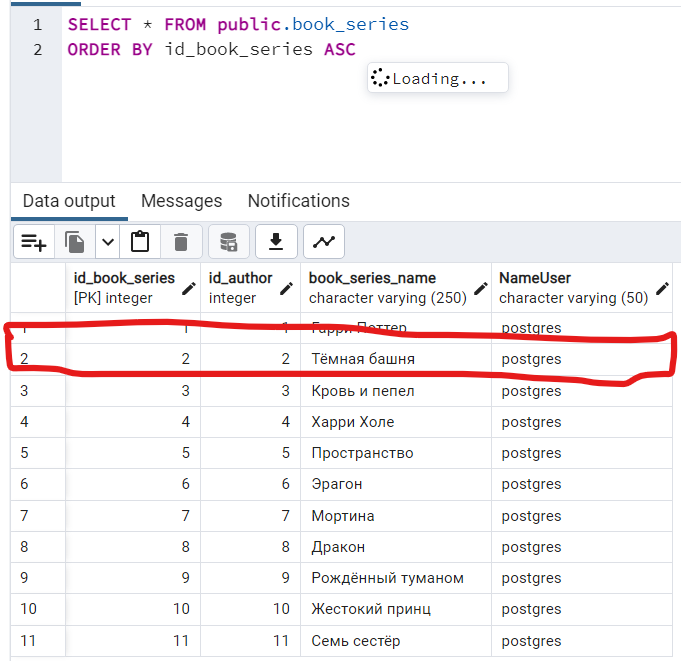 1 SELECT * FROM public.book_series
2 ORDER BY id_book_series ASC
Loading...
Data output Messages Notifications
id_book_series id_author book_series_name NameUser
[PK] integer integer character varying (250) character varying (50)
1 1 1 Гарри Поттер postgres
2 2 2 Тёмная башня postgres
3 3 3 Кровь и пепел postgres
4 4 4 Харри Холе postgres
5 5 5 Пространство postgres
6 6 6 Эрагон postgres
7 7 7 Мортина postgres
8 8 8 Дракон postgres
9 9 9 Рождённый туманом postgres
10 10 10 Жестокий принц postgres
11 11 11 Семь сестёр postgres